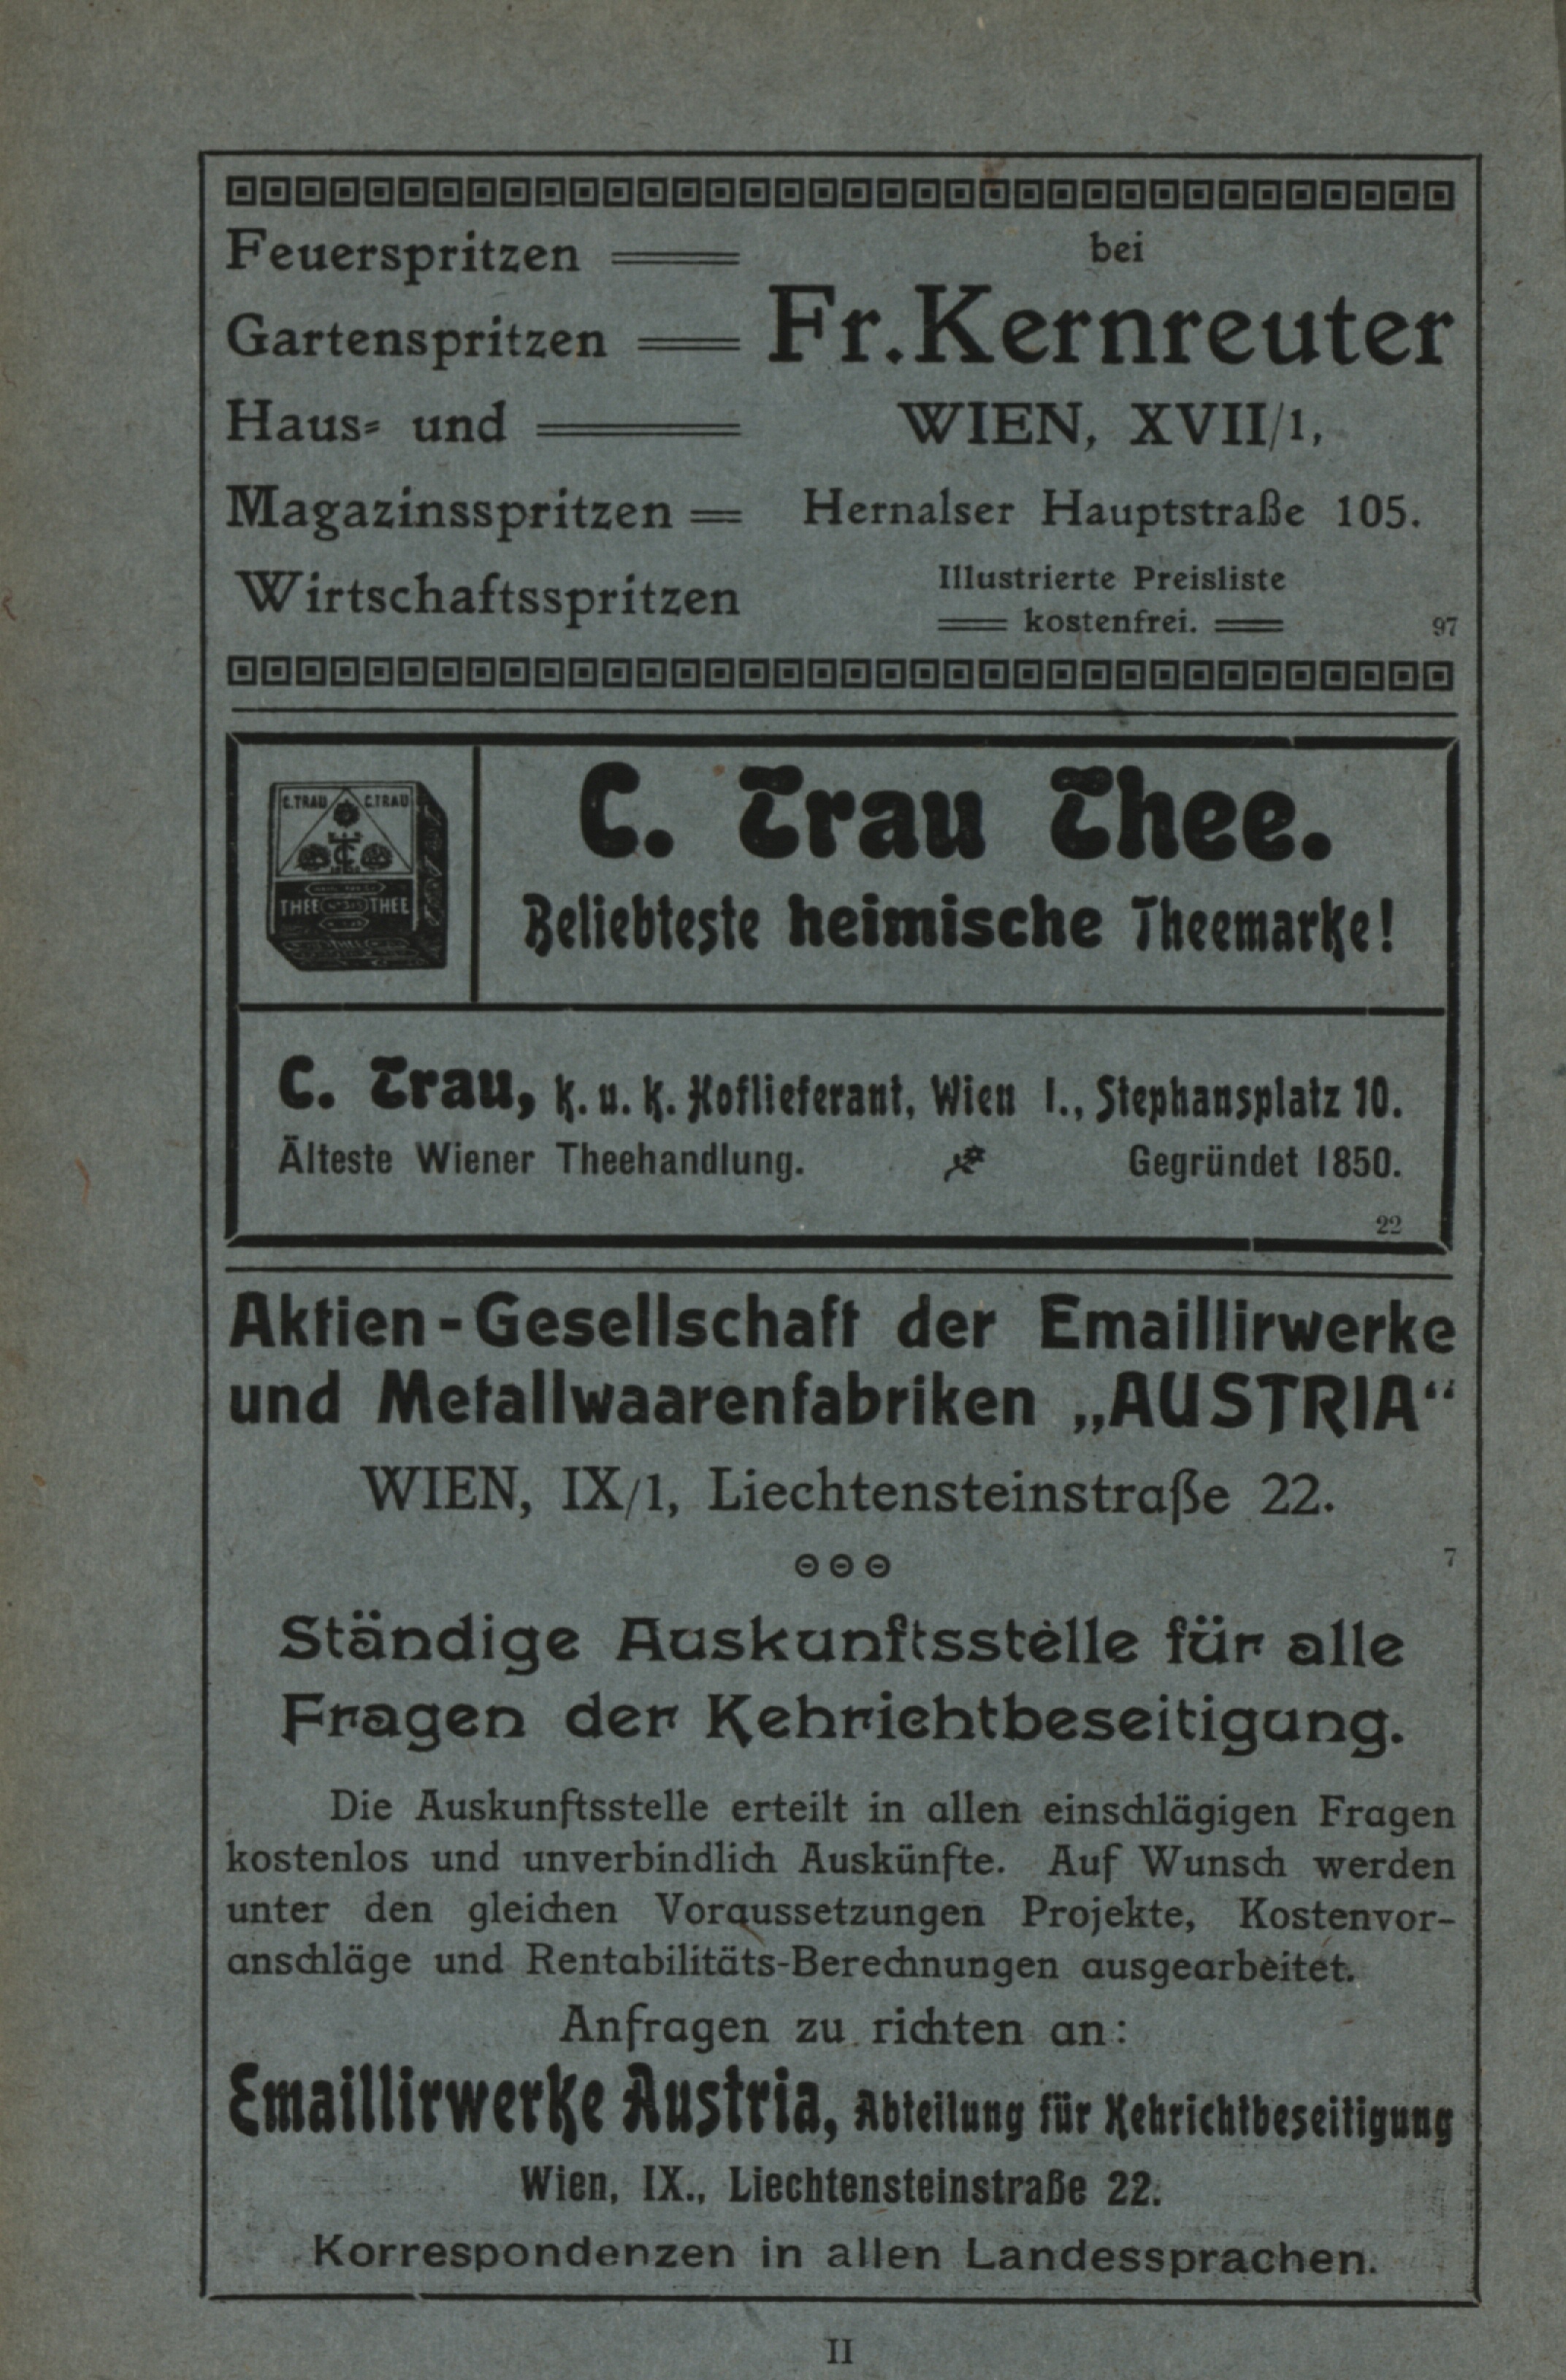 Feuerspritzen
Gartenspritzen
Haus- und
Magazinsspritzen
Wirtschaftsspritzen
bei
Fr. Kernreuter
WIEN, XVII/1,
Hernalser Hauptstraße 105.
Illustrierte Preisliste
kostenfrei.
97
C. TRAU C. TRAU
THEE THEE
C. Trau Thee.
Beliebteste heimische Theemarke!
C. Trau, k. u. k. Hoflieferant, Wien I., Stephansplatz 10.
Älteste Wiener Theehandlung. Gegründet 1850.
22
Aktien-Gesellschaft der Emaillirwerke
und Metallwaarenfabriken „AUSTRIA“
WIEN, IX/1, Liechtensteinstraße 22.
7
Ständige Auskunftsstelle für alle
Fragen der Kehrichtbeseitigung.
Die Auskunftsstelle erteilt in allen einschlägigen Fragen
kostenlos und unverbindlich Auskünfte. Auf Wunsch werden
unter den gleichen Voraussetzungen Projekte, Kostenvor-
anschläge und Rentabilitäts-Berechnungen ausgearbeitet.
Anfragen zu richten an:
Emaillirwerke Austria, Abteilung für Kehrichtbeseitigung
Wien, IX., Liechtensteinstraße 22.
Korrespondenzen in allen Landessprachen.
II